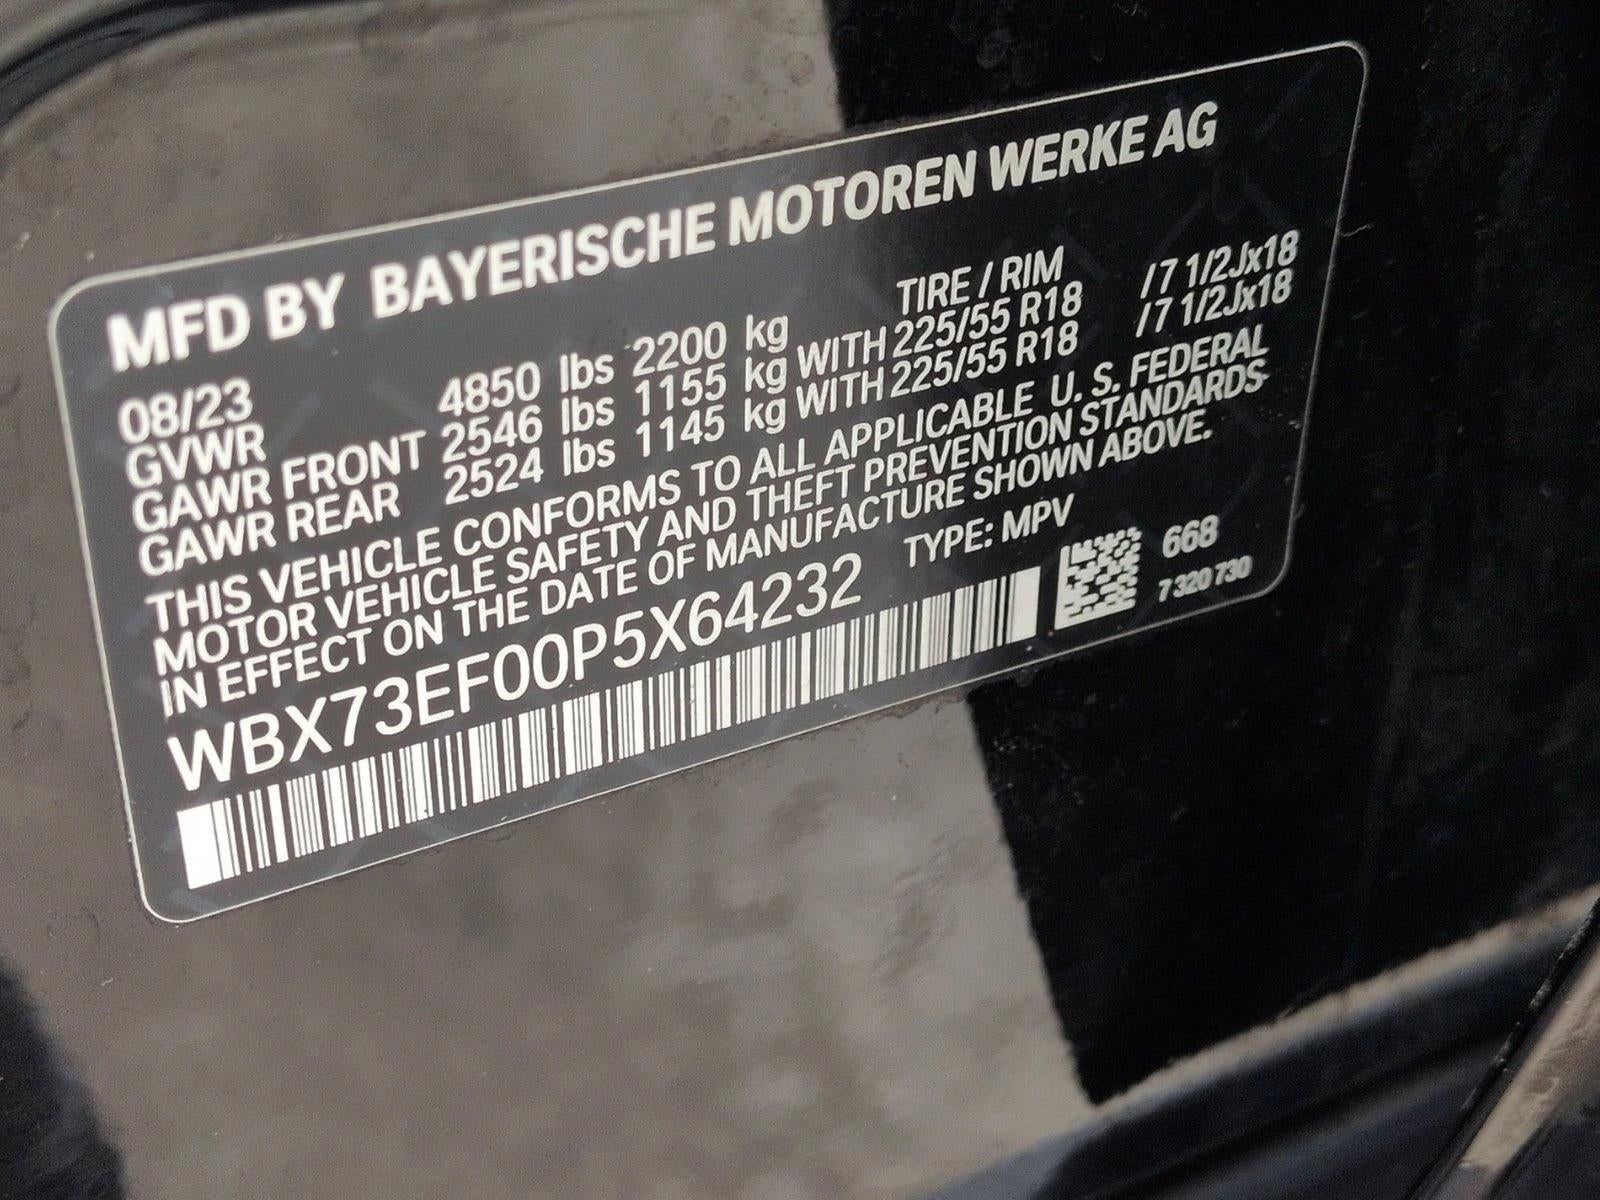 MFD BY BAYERISCHE MOTOREN WERKE AG
08/23 TIRE / RIM
GVWR 4850 lbs 2200 kg
GAWR FRONT 2546 lbs 1155 kg WITH 225/55 R18 /7 1/2Jx18
GAWR REAR 2524 lbs 1145 kg WITH 225/55 R18 /7 1/2Jx18
THIS VEHICLE CONFORMS TO ALL APPLICABLE U. S. FEDERAL
MOTOR VEHICLE SAFETY AND THEFT PREVENTION STANDARDS
IN EFFECT ON THE DATE OF MANUFACTURE SHOWN ABOVE.
WBX73EF00P5X64232 TYPE: MPV
668
7 320 730